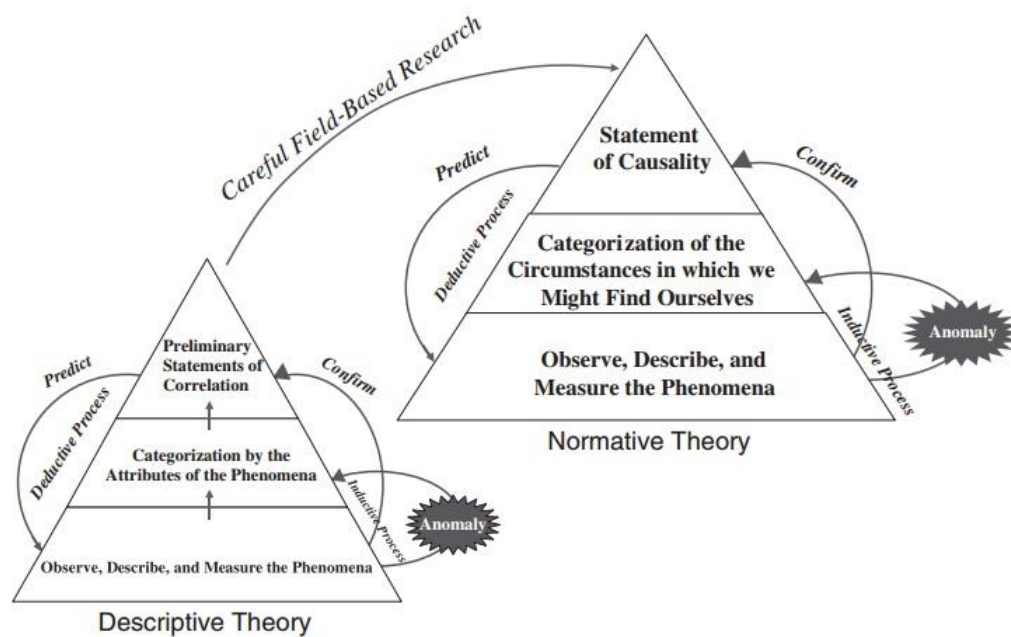 Careful Field-Based Research
Statement
of Causality
Predict
Confirm
Deductive Process
Categorization of the
Circumstances in which we
Might Find Ourselves
Anomaly
Inductive Process
Observe, Describe, and
Measure the Phenomena
Normative Theory
Preliminary
Statements of
Correlation
Predict
Confirm
Deductive Process
Categorization by the
Attributes of the Phenomena
Anomaly
Inductive Process
Observe, Describe, and Measure the Phenomena
Descriptive Theory